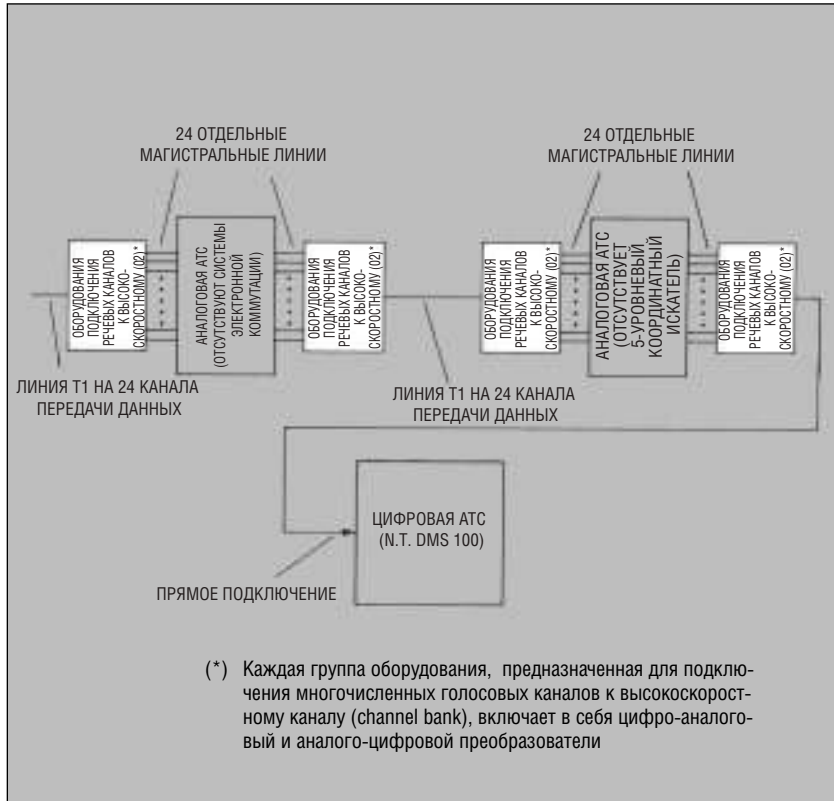 24 ОТДЕЛЬНЫЕ
МАГИСТРАЛЬНЫЕ ЛИНИИ
24 ОТДЕЛЬНЫЕ
МАГИСТРАЛЬНЫЕ ЛИНИИ
ОБОРУДОВАНИЯ
ПОДКЛЮЧЕНИЯ
РЕЧЕВЫХ КАНАЛОВ
К ВЫСОКО-
СКОРОСТНОМУ (02)*
АНАЛОГОВАЯ АТС
(ОТСУТСТВУЮТ СИСТЕМЫ
ЭЛЕКТРОННОЙ
КОММУТАЦИИ)
ОБОРУДОВАНИЯ
ПОДКЛЮЧЕНИЯ
РЕЧЕВЫХ КАНАЛОВ
К ВЫСОКО-
СКОРОСТНОМУ (02)*
ОБОРУДОВАНИЯ
ПОДКЛЮЧЕНИЯ
РЕЧЕВЫХ КАНАЛОВ
К ВЫСОКО-
СКОРОСТНОМУ (02)*
АНАЛОГОВАЯ АТС
(ОТСУТСТВУЕТ
5-УРОВНЕВЫЙ
КООРДИНАТНЫЙ
ИСКАТЕЛЬ)
ОБОРУДОВАНИЯ
ПОДКЛЮЧЕНИЯ
РЕЧЕВЫХ КАНАЛОВ
К ВЫСОКО-
СКОРОСТНОМУ (02)*
ЛИНИЯ Т1 НА 24 КАНАЛА
ПЕРЕДАЧИ ДАННЫХ
ЛИНИЯ Т1 НА 24 КАНАЛА
ПЕРЕДАЧИ ДАННЫХ
ЦИФРОВАЯ АТС
(N.T. DMS 100)
ПРЯМОЕ ПОДКЛЮЧЕНИЕ
(*) Каждая группа оборудования, предназначенная для подклю-
чения многочисленных голосовых каналов к высокоскорост-
ному каналу (channel bank), включает в себя цифро-аналого-
вый и аналого-цифровой преобразователи